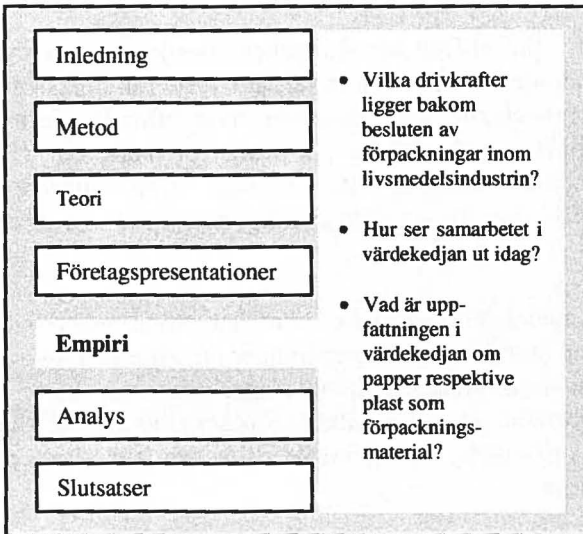 Inledning
Metod
Teori
Företagspresentationer
Empiri
Analys
Slutsatser
• Vilka drivkrafter
ligger bakom
besluten av
förpackningar inom
livsmedelsindustrin?
• Hur ser samarbetet i
värdekedjan ut idag?
• Vad är upp-
fattningen i
värdekedjan om
papper respektive
plast som
förpacknings-
material?